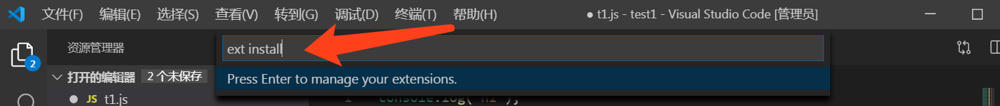 文件(F) 编辑(E) 选择(S) 查看(V) 转到(G) 调试(D) 终端(T) 帮助(H) ● t1.js - test1 - Visual Studio Code [管理员]
资源管理器
ext install
2
打开的编辑器 2 个未保存
Press Enter to manage your extensions.
● JS t1.js
1 console.log('hi');